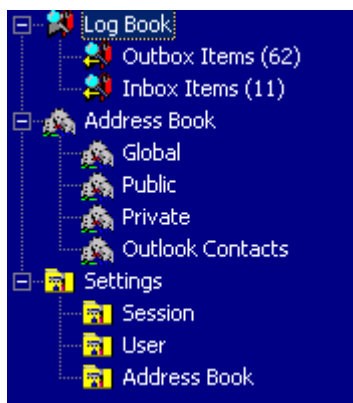 Log Book
Outbox Items (62)
Inbox Items (11)
Address Book
Global
Public
Private
Outlook Contacts
Settings
Session
User
Address Book